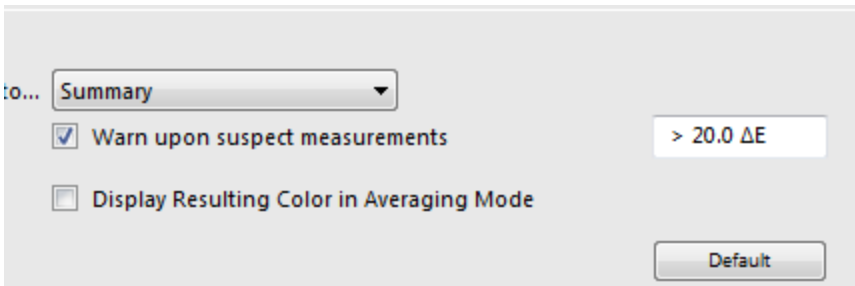 to... Summary
Warn upon suspect measurements > 20.0 ΔE
Display Resulting Color in Averaging Mode
Default